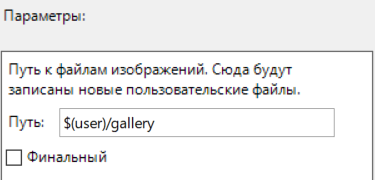 Параметры:
Путь к файлам изображений. Сюда будут
записаны новые пользовательские файлы.
Путь: $(user)/gallery
Финальный